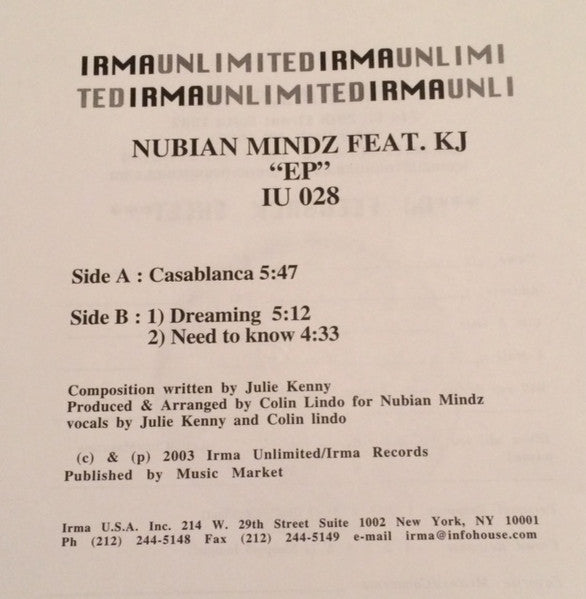 IRMAUNLIMITEDIRMAUNLIMI
TEDIRMAUNLIMITEDIRMAUNLI
NUBIAN MINDZ FEAT. KJ
“EP”
IU 028
Side A : Casablanca 5:47
Side B : 1) Dreaming 5:12
2) Need to know 4:33
Composition written by Julie Kenny
Produced & Arranged by Colin Lindo for Nubian Mindz
vocals by Julie Kenny and Colin lindo
(c) & (p) 2003 Irma Unlimited/Irma Records
Published by Music Market
Irma U.S.A. Inc. 214 W. 29th Street Suite 1002 New York, NY 10001
Ph (212) 244-5148 Fax (212) 244-5149 e-mail irma@infohouse.com